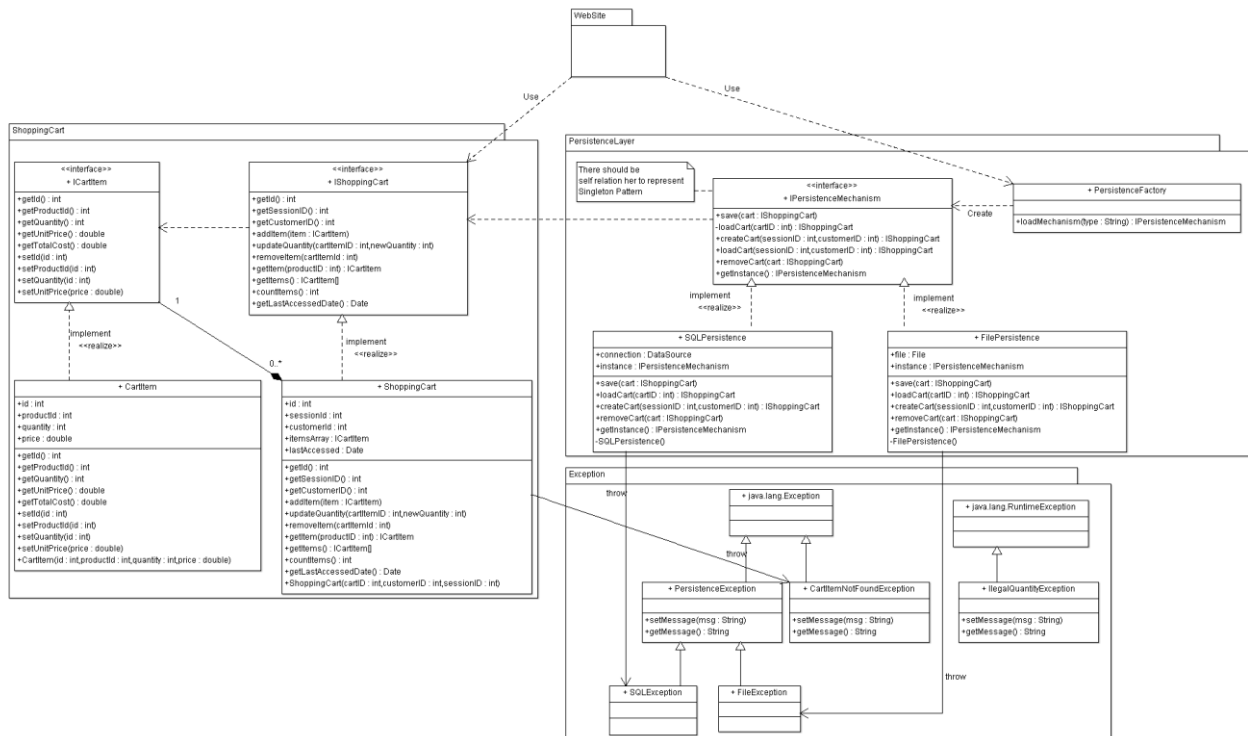 WebSite
Use
Use
ShoppingCart
<<interface>>
+ ICartItem
+getId() : int
+getProductId() : int
+getQuantity() : int
+getUnitPrice() : double
+getTotalCost() : double
+setId(id : int)
+setProductId(id : int)
+setQuantity(id : int)
+setUnitPrice(price : double)
<<interface>>
+ IShoppingCart
+getId() : int
+getSessionID() : int
+getCustomerID() : int
+addItem(item : ICartItem)
+updateQuantity(cartItemID : int,newQuantity : int)
+removeItem(cartItemId : int)
+getItem(productID : int) : ICartItem
+getItems() : ICartItem[]
+countItems() : int
+getLastAccessedDate() : Date
implement
<<realize>>
1
0..*
implement
<<realize>>
+ CartItem
+id : int
+productId : int
+quantity : int
+price : double
+getId() : int
+getProductId() : int
+getQuantity() : int
+getUnitPrice() : double
+getTotalCost() : double
+setId(id : int)
+setProductId(id : int)
+setQuantity(id : int)
+setUnitPrice(price : double)
+CartItem(id : int,productId : int,quantity : int,price : double)
+ ShoppingCart
+id : int
+sessionId : int
+customerId : int
+itemsArray : ICartItem
+lastAccessed : Date
+getId() : int
+getSessionID() : int
+getCustomerID() : int
+addItem(item : ICartItem)
+updateQuantity(cartItemID : int,newQuantity : int)
+removeItem(cartItemId : int)
+getItem(productID : int) : ICartItem
+getItems() : ICartItem[]
+countItems() : int
+getLastAccessedDate() : Date
+ShoppingCart(cartID : int,customerID : int,sessionID : int)
PersistenceLayer
There should be
self relation her to represent
Singleton Pattern
<<interface>>
+ IPersistenceMechanism
+save(cart : IShoppingCart)
-loadCart(cartID : int) : IShoppingCart
+createCart(sessionID : int,customerID : int) : IShoppingCart
+loadCart(sessionID : int,customerID : int) : IShoppingCart
+removeCart(cart : IShoppingCart)
+getInstance() : IPersistenceMechanism
Create
+ PersistenceFactory
+loadMechanism(type : String) : IPersistenceMechanism
implement
<<realize>>
implement
<<realize>>
+ SQLPersistence
+connection : DataSource
+instance : IPersistenceMechanism
+save(cart : IShoppingCart)
+loadCart(cartID : int) : IShoppingCart
+createCart(sessionID : int,customerID : int) : IShoppingCart
+removeCart(cart : IShoppingCart)
+getInstance() : IPersistenceMechanism
-SQLPersistence()
+ FilePersistence
+file : File
+instance : IPersistenceMechanism
+save(cart : IShoppingCart)
+loadCart(cartID : int) : IShoppingCart
+createCart(sessionID : int,customerID : int) : IShoppingCart
+removeCart(cart : IShoppingCart)
+getInstance() : IPersistenceMechanism
-FilePersistence()
Exception
throw
+ java.lang.Exception
+ java.lang.RuntimeException
throw
+ PersistenceException
+setMessage(msg : String)
+getMessage() : String
+ CartItemNotFoundException
+setMessage(msg : String)
+getMessage() : String
+ IlegalQuantityException
+setMessage(msg : String)
+getMessage() : String
throw
+ SQLException
+ FileException